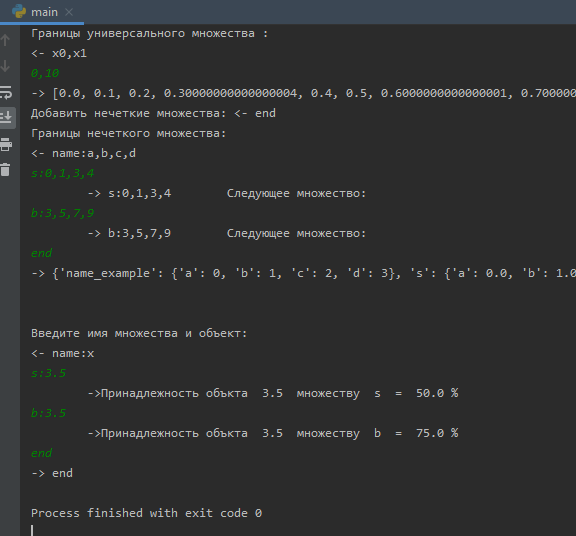 main
Границы универсального множества :
<- x0,x1
0,10
-> [0.0, 0.1, 0.2, 0.30000000000000004, 0.4, 0.5, 0.6000000000000001, 0.700000
Добавить нечеткие множества: <- end
Границы нечеткого множества:
<- name:a,b,c,d
s:0,1,3,4
-> s:0,1,3,4 Следующее множество:
b:3,5,7,9
-> b:3,5,7,9 Следующее множество:
end
-> {'name_example': {'a': 0, 'b': 1, 'c': 2, 'd': 3}, 's': {'a': 0.0, 'b': 1.0
Введите имя множества и объект:
<- name:x
s:3.5
->Принадлежность объкта 3.5 множеству s = 50.0 %
b:3.5
->Принадлежность объкта 3.5 множеству b = 75.0 %
end
-> end
Process finished with exit code 0